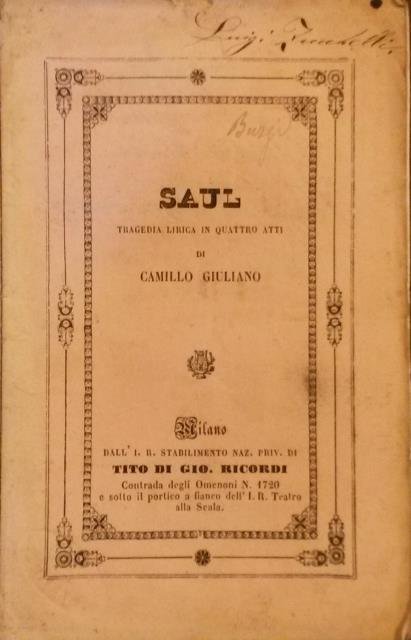 Luigi
SAUL
TRAGEDIA LIRICA IN QUATTRO ATTI
DI
CAMILLO GIULIANO
Milano
DALL' I. R. STABILIMENTO NAZ. PRIV. DI
TITO DI GIO. RICORDI
Contrada degli Omenoni N. 1720
e sotto il portico a fianco dell' I. R. Teatro
alla Scala.